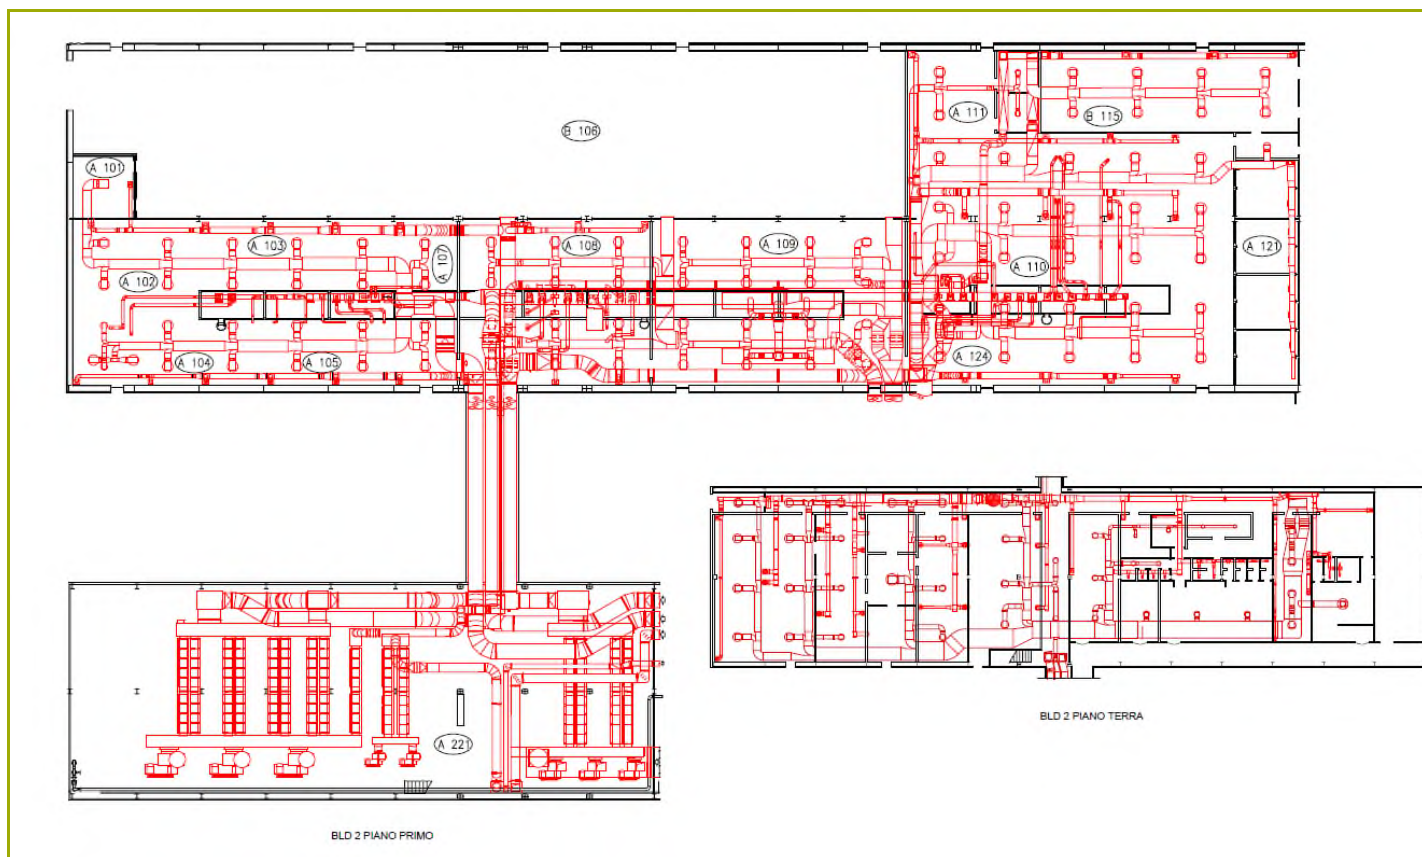 B 106
A 111
B 115
A 101
A 103
A 107
A 108
A 109
A 121
A 102
A 110
A 104
A 105
A 124
BLD 2 PIANO TERRA
A 221
BLD 2 PIANO PRIMO